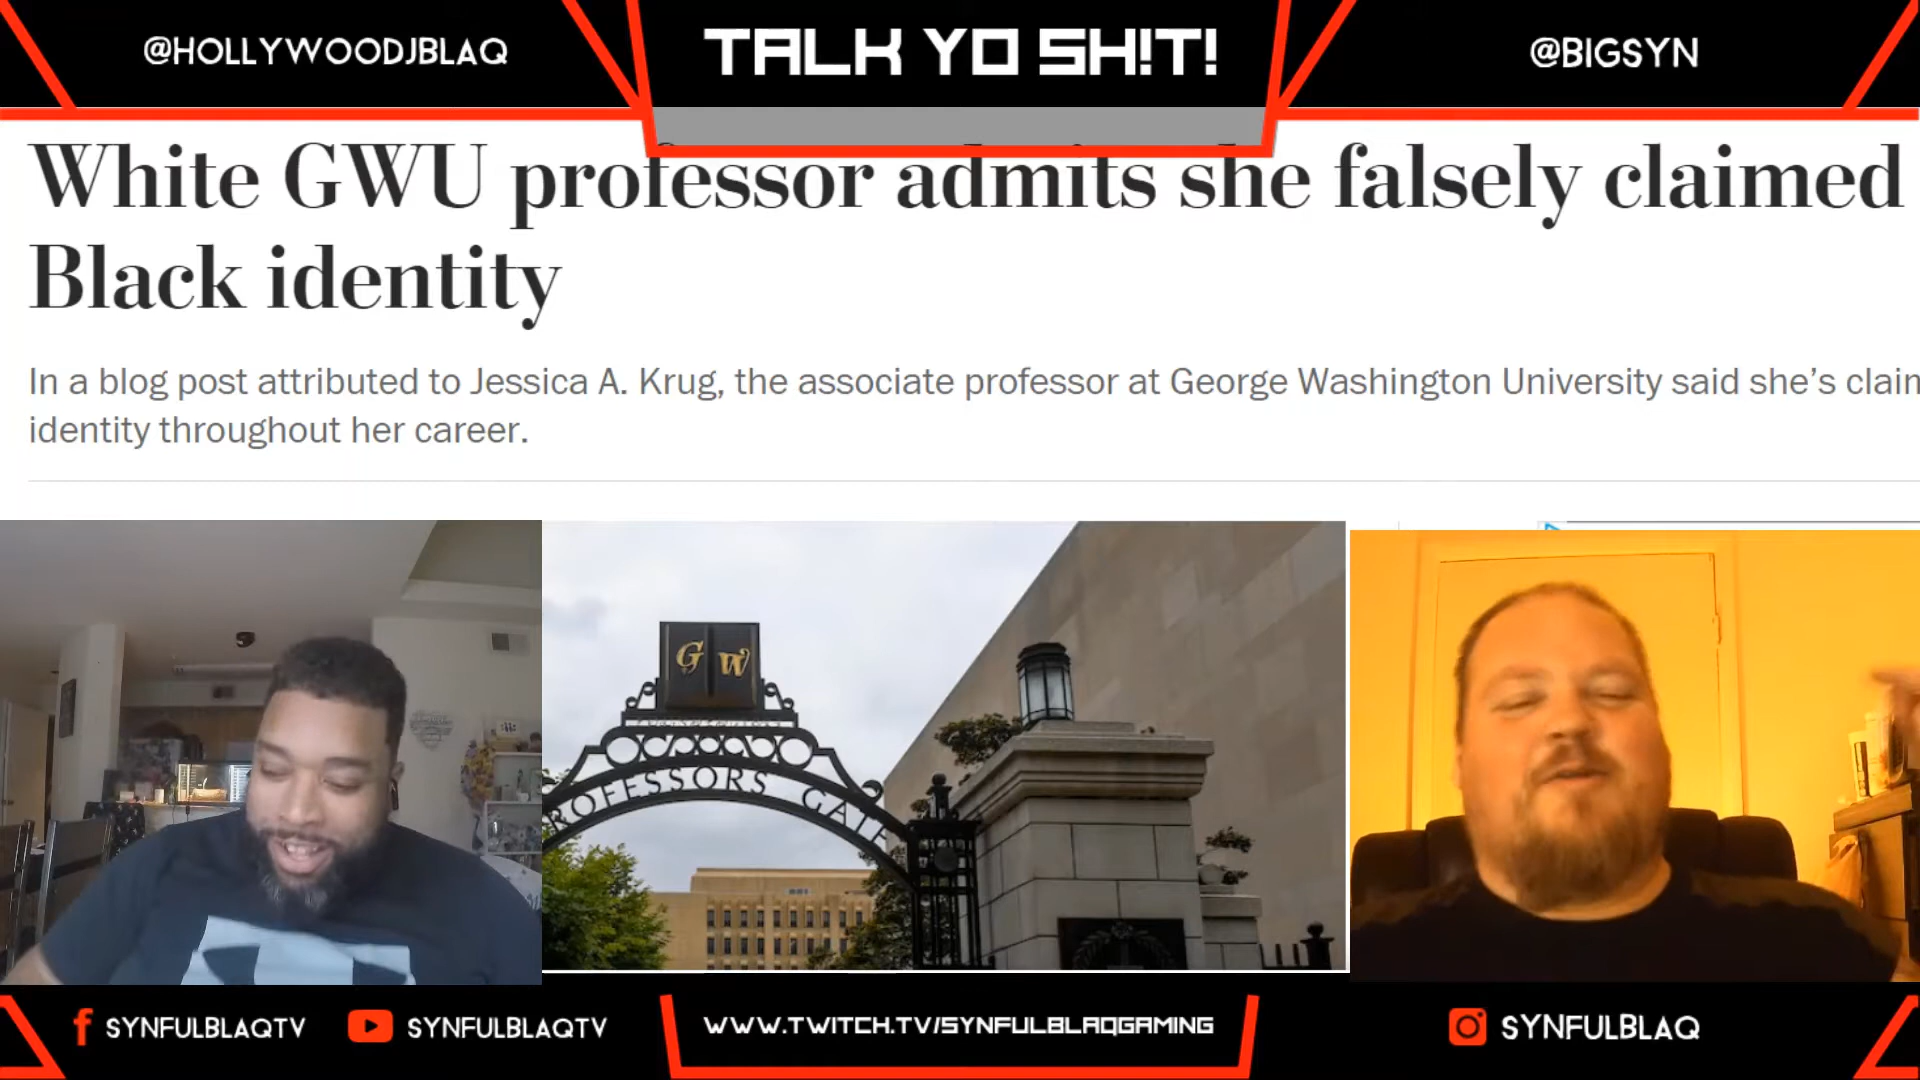 @HOLLYWOODJBLAQ
TALK YO SH!T!
@BIGSYN
White GWU professor admits she falsely claimed
Black identity
In a blog post attributed to Jessica A. Krug, the associate professor at George Washington University said she’s
identity throughout her career.
G W
PROFESSORS GATE
SYNFULBLAQTV
SYNFULBLAQTV
WWW.TWITCH.TV/SYNFULBLAQGAMING
SYNFULBLAQ